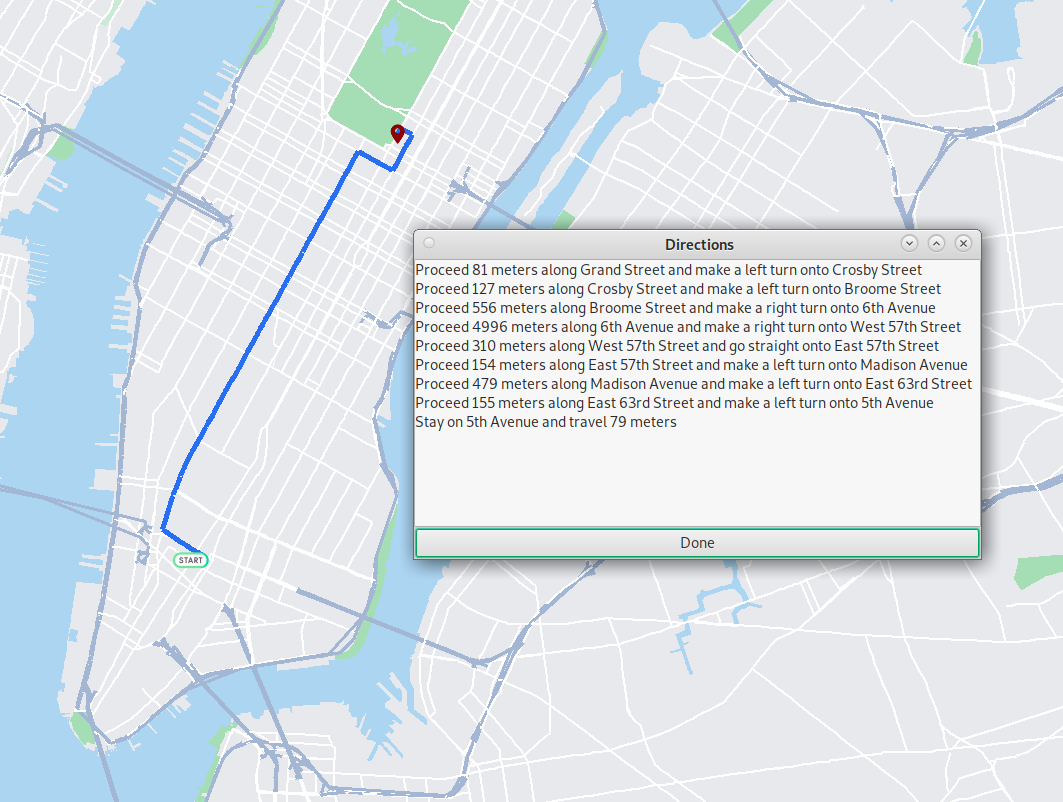 START
Directions
Proceed 81 meters along Grand Street and make a left turn onto Crosby Street
Proceed 127 meters along Crosby Street and make a left turn onto Broome Street
Proceed 556 meters along Broome Street and make a right turn onto 6th Avenue
Proceed 4996 meters along 6th Avenue and make a right turn onto West 57th Street
Proceed 310 meters along West 57th Street and go straight onto East 57th Street
Proceed 154 meters along East 57th Street and make a left turn onto Madison Avenue
Proceed 479 meters along Madison Avenue and make a left turn onto East 63rd Street
Proceed 155 meters along East 63rd Street and make a left turn onto 5th Avenue
Stay on 5th Avenue and travel 79 meters
Done